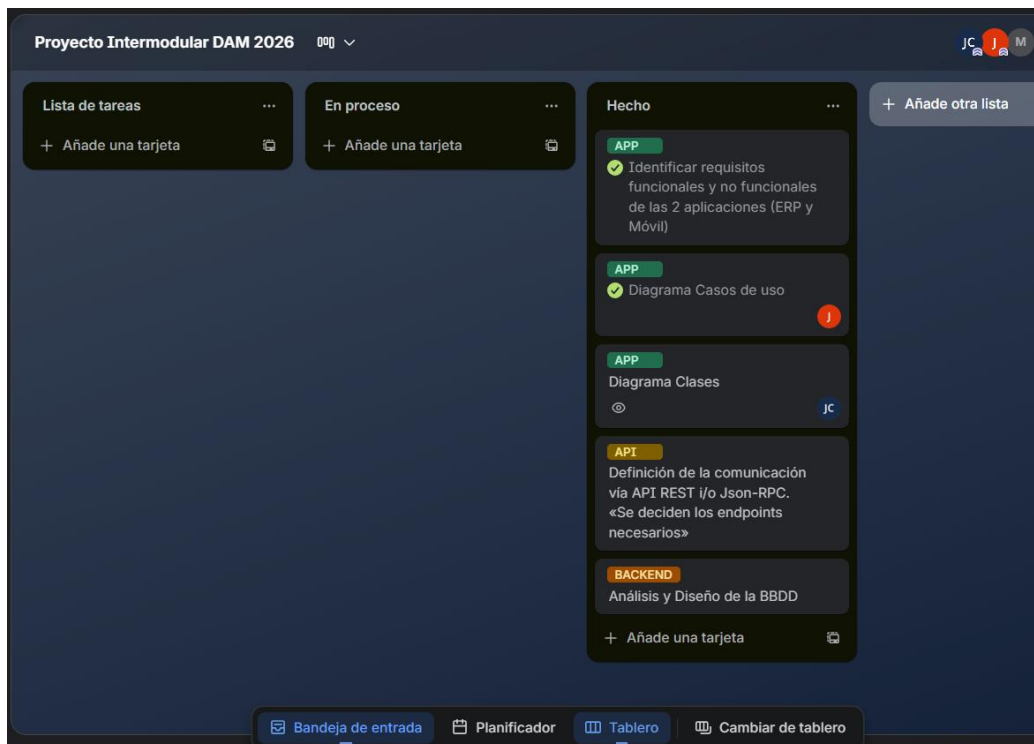 Proyecto Intermodular DAM 2026
JC
J
M
Lista de tareas
+ Añade una tarjeta
En proceso
+ Añade una tarjeta
Hecho
APP
Identificar requisitos
funcionales y no funcionales
de las 2 aplicaciones (ERP y
Móvil)
APP
Diagrama Casos de uso
J
APP
Diagrama Clases
JC
API
Definición de la comunicación
vía API REST i/o Json-RPC.
«Se deciden los endpoints
necesarios»
BACKEND
Análisis y Diseño de la BBDD
+ Añade una tarjeta
+ Añade otra lista
Bandeja de entrada
Planificador
Tablero
Cambiar de tablero